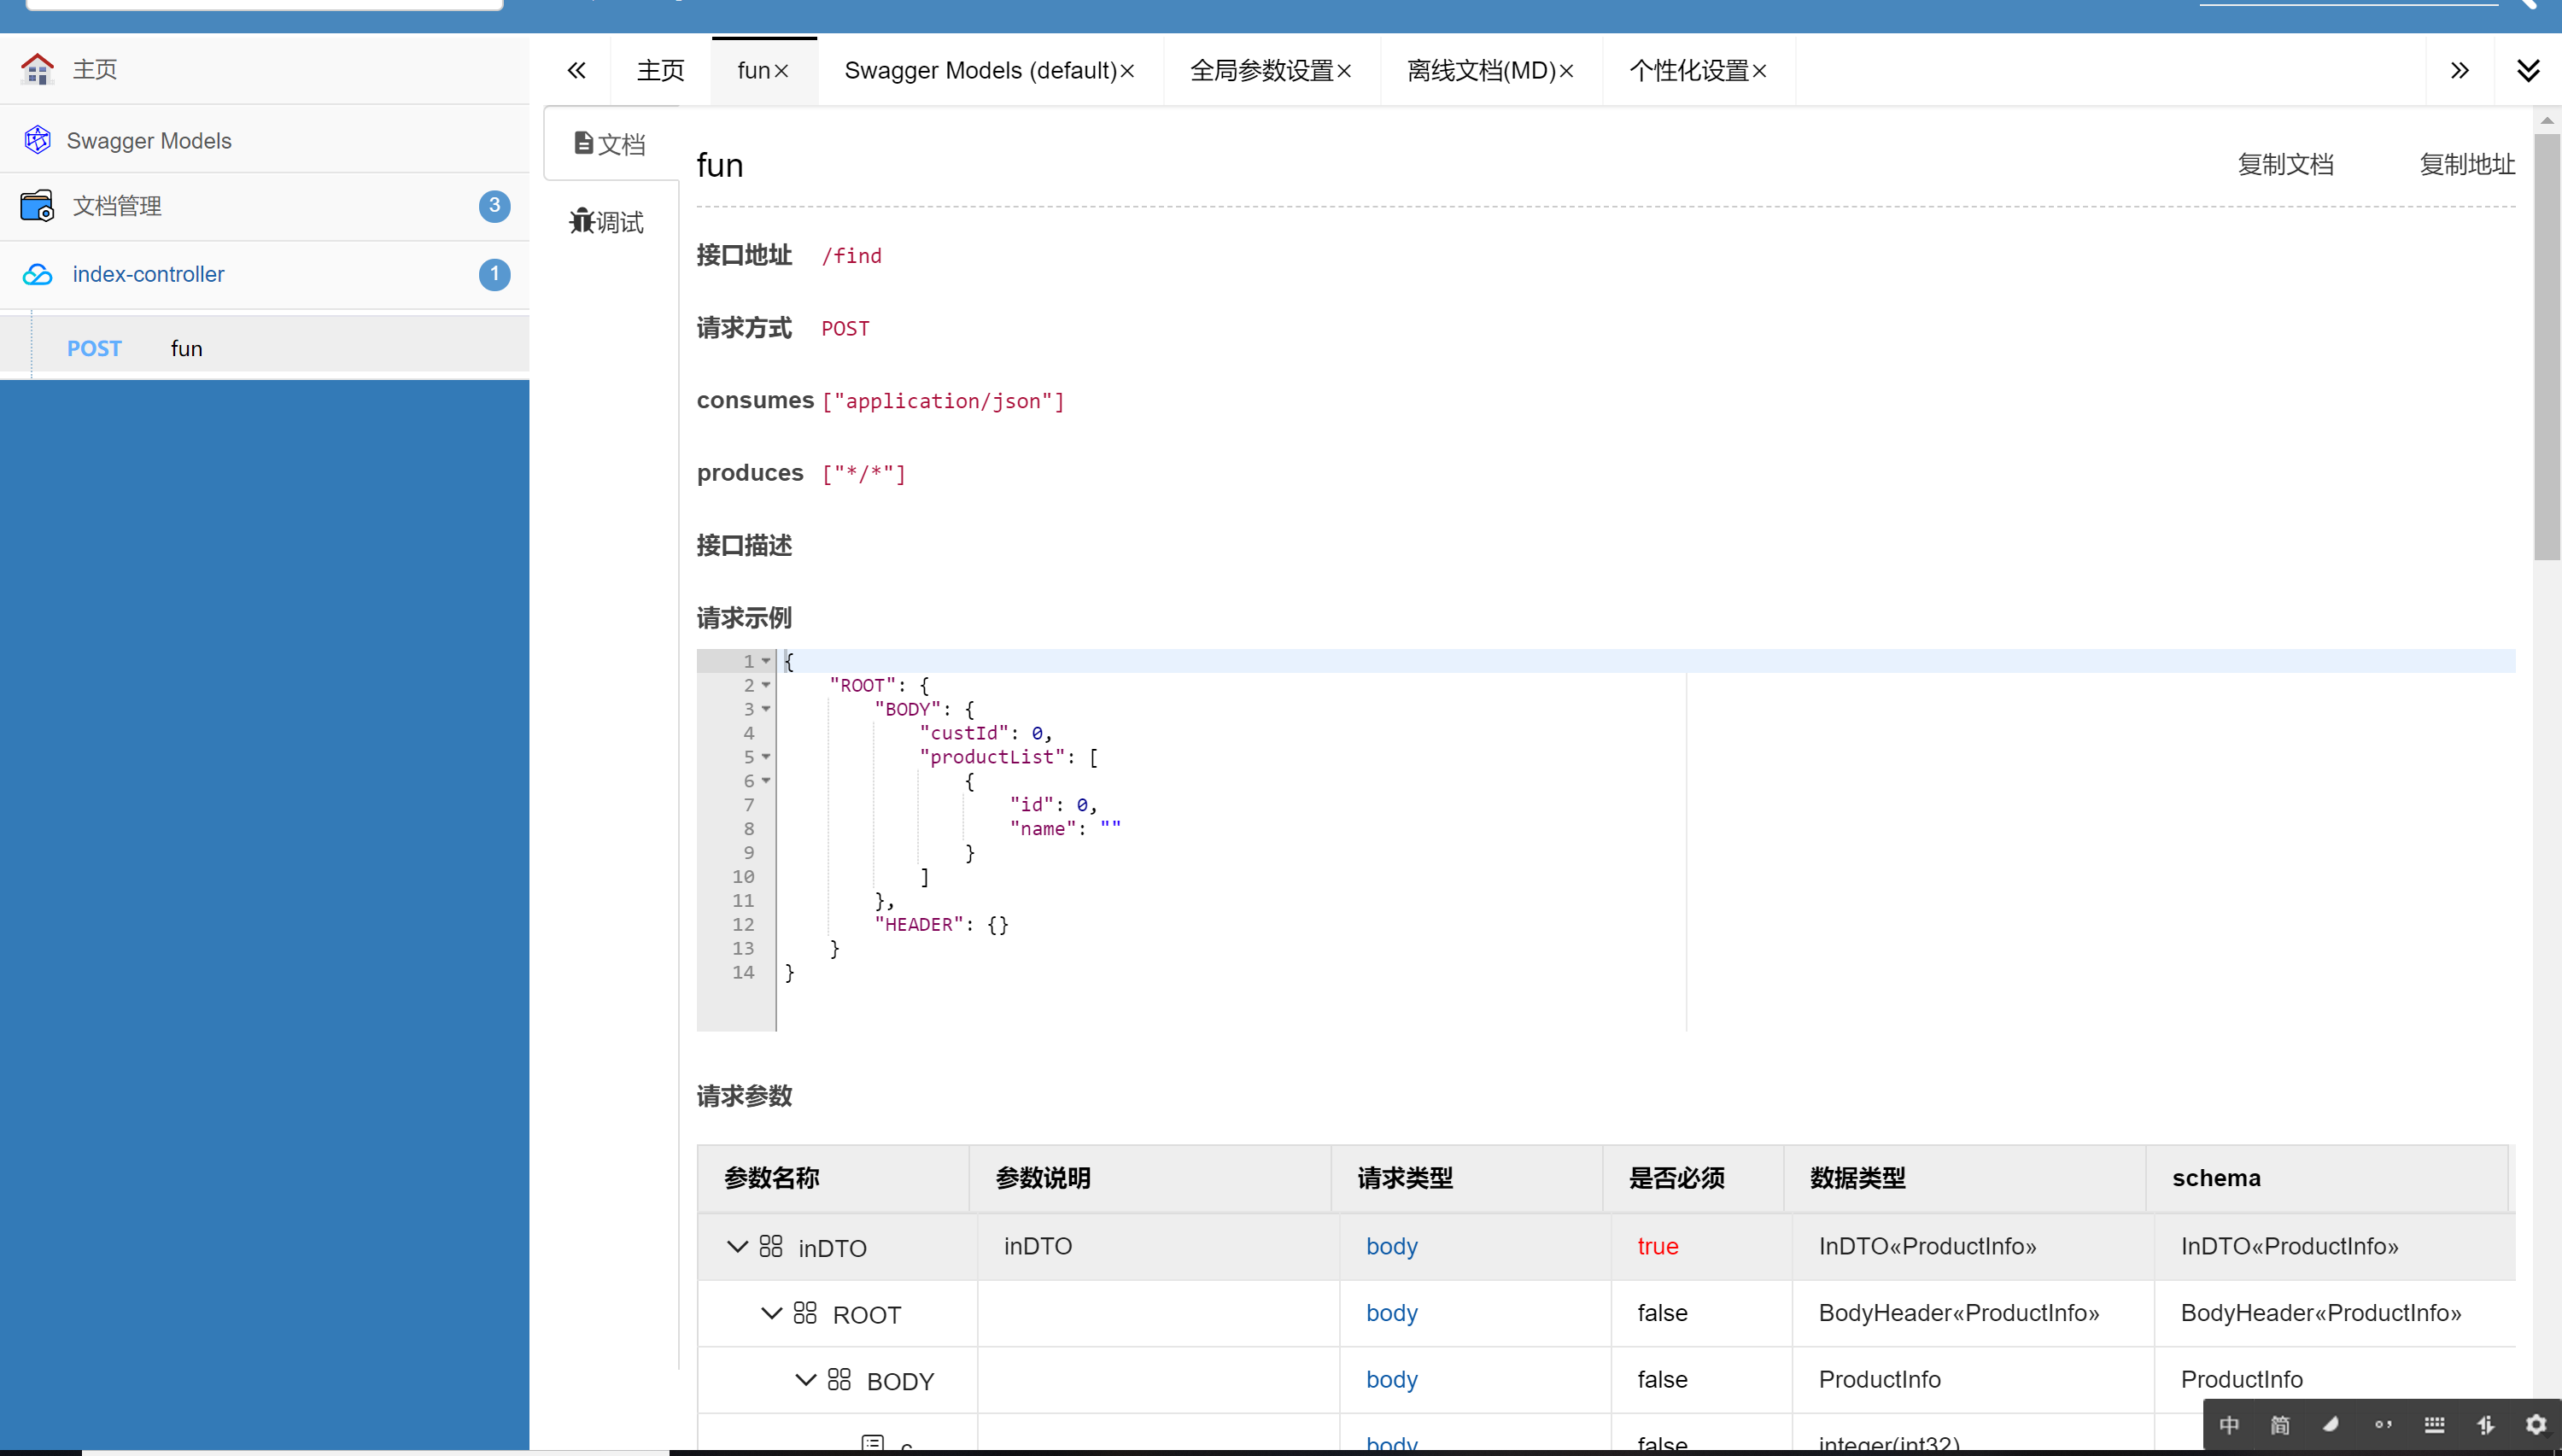 主页
Swagger Models
文档管理 3
index-controller 1
POST fun
主页 fun× Swagger Models (default)× 全局参数设置× 离线文档(MD)× 个性化设置×
文档
调试
fun 复制文档 复制地址
接口地址 /find
请求方式 POST
consumes ["application/json"]
produces ["*/*"]
接口描述
请求示例
1 {
2 "ROOT": {
3 "BODY": {
4 "custId": 0,
5 "productList": [
6 {
7 "id": 0,
8 "name": ""
9 }
10 ]
11 },
12 "HEADER": {}
13 }
14 }
请求参数
参数名称 参数说明 请求类型 是否必须 数据类型 schema
inDTO inDTO body true InDTO«ProductInfo» InDTO«ProductInfo»
ROOT body false BodyHeader«ProductInfo» BodyHeader«ProductInfo»
BODY body false ProductInfo ProductInfo
body false integer(int32)
中 简